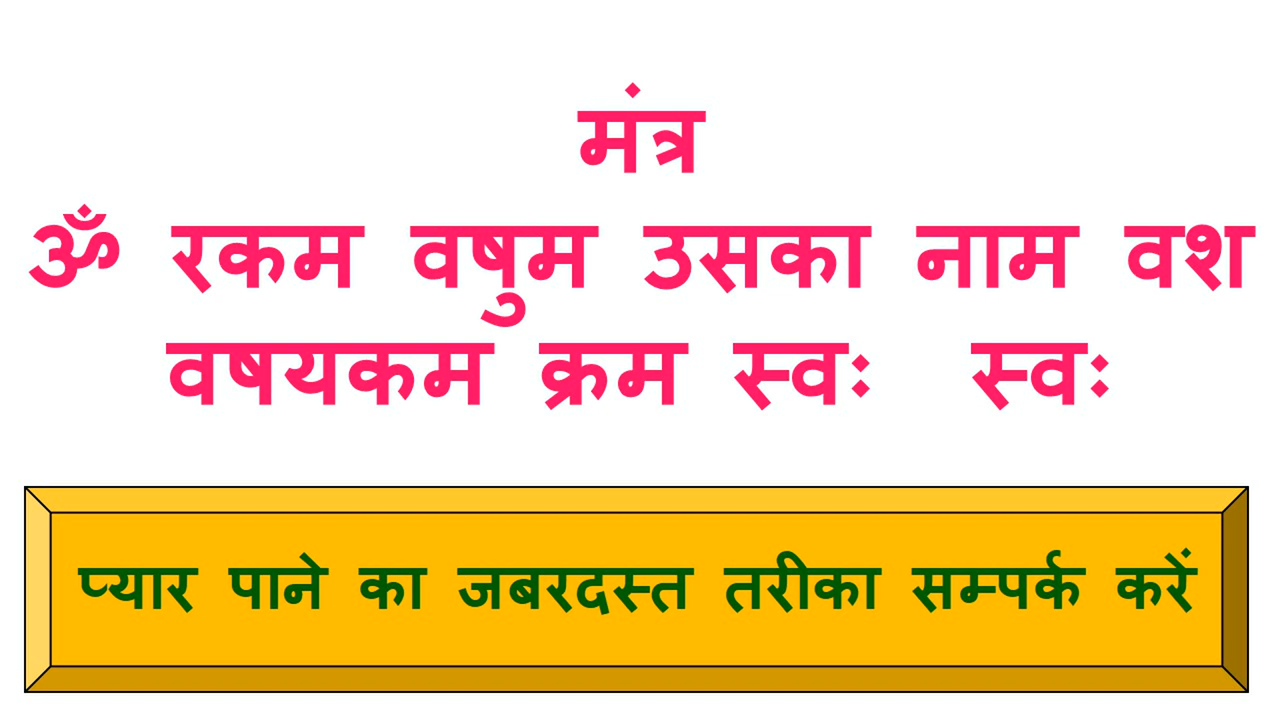 मंत्र
ॐ रकम वषुम उसका नाम वश
वषयकम क्रम स्वः स्वः
प्यार पाने का जबरदस्त तरीका सम्पर्क करें